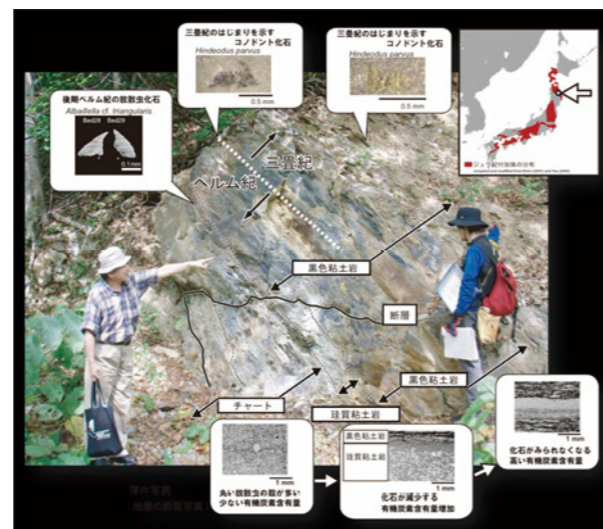 三畳紀のはじまりを示す
コノドント化石
Hindeodus parvus
0.5 mm
三畳紀のはじまりを示す
コノドント化石
Hindeodus parvus
0.5 mm
後期ペルム紀の放散虫化石
Albaillella cf. triangularis
Bed28 Bed29
0.1 mm
ジュラ紀付加体の分布
三畳紀
ペルム紀
黒色粘土岩
断層
黒色粘土岩
チャート
珪質粘土岩
1 mm
丸い放散虫の殻が多い
少ない有機炭素含有量
黒色粘土岩
珪質粘土岩
1 mm
化石が減少する
有機炭素含有量増加
1 mm
化石がみられなくなる
高い有機炭素含有量
薄片写真